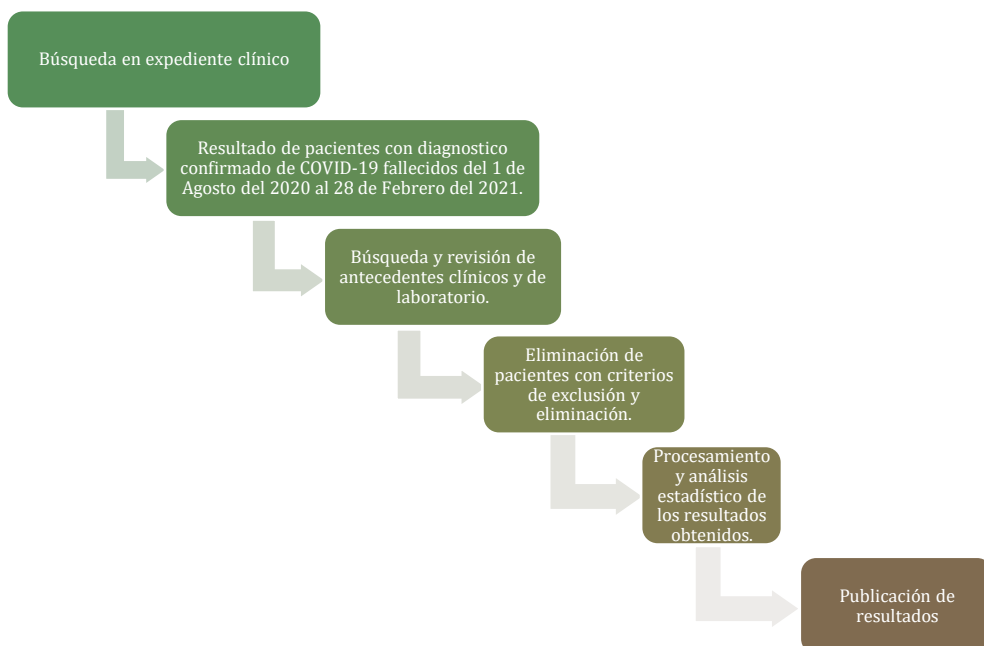 Búsqueda en expediente clínico
Resultado de pacientes con diagnostico
confirmado de COVID-19 fallecidos del 1 de
Agosto del 2020 al 28 de Febrero del 2021.
Búsqueda y revisión de
antecedentes clínicos y de
laboratorio.
Eliminación de
pacientes con criterios
de exclusión y
eliminación.
Procesamiento
y análisis
estadístico de
los resultados
obtenidos.
Publicación de
resultados